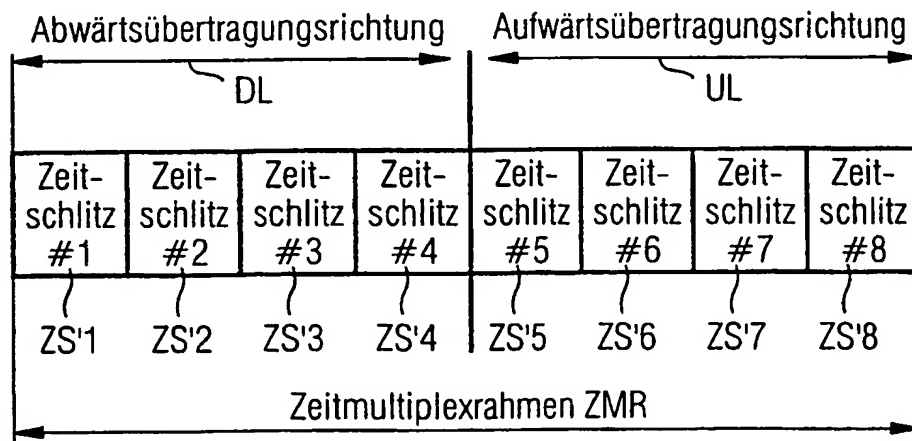 Abwärtsübertragungsrichtung Aufwärtsübertragungsrichtung
DL UL
Zeit- Zeit- Zeit- Zeit- Zeit- Zeit- Zeit- Zeit-
schlitz schlitz schlitz schlitz schlitz schlitz schlitz schlitz
#1 #2 #3 #4 #5 #6 #7 #8
ZS'1 ZS'2 ZS'3 ZS'4 ZS'5 ZS'6 ZS'7 ZS'8
Zeitmultiplexrahmen ZMR